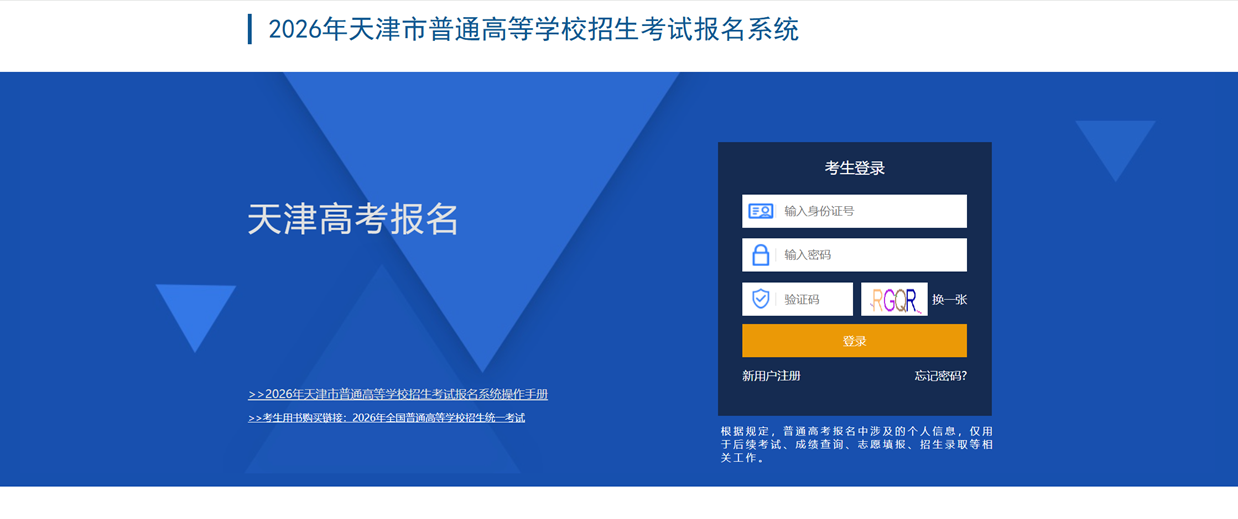 2026年天津市普通高等学校招生考试报名系统
天津高考报名
>>2026年天津市普通高等学校招生考试报名系统操作手册
>>考生用书购买链接：2026年全国普通高等学校招生统一考试
考生登录
输入身份证号
输入密码
验证码 RGQR 换一张
登录
新用户注册 忘记密码?
根据规定，普通高考报名中涉及的个人信息，仅用
于后续考试、成绩查询、志愿填报、招生录取等相
关工作。